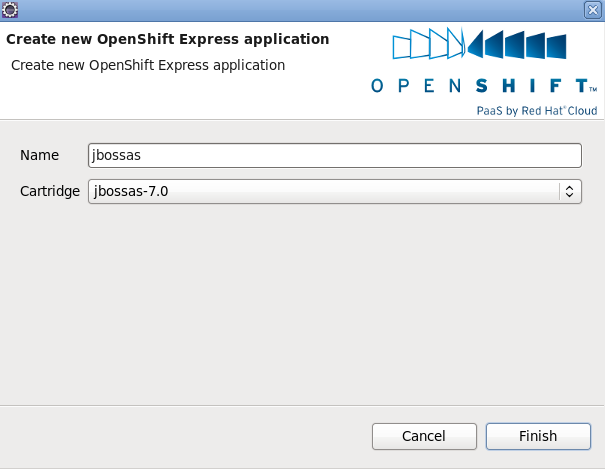 Create new OpenShift Express application
Create new OpenShift Express application
OPENSHIFT™
PaaS by Red Hat® Cloud
Name jbossas
Cartridge jbossas-7.0
Cancel Finish